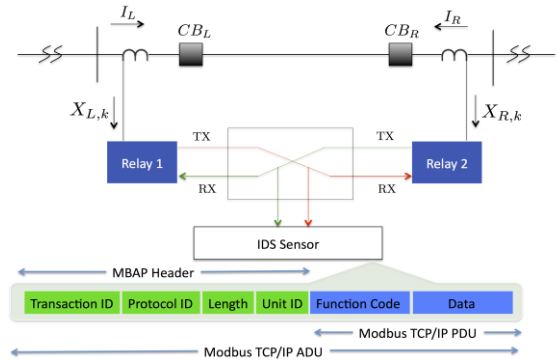 I_L
CB_L
CB_R
I_R
X_{L,k}
X_{R,k}
TX
TX
Relay 1
Relay 2
RX
RX
IDS Sensor
MBAP Header
Transaction ID Protocol ID Length Unit ID Function Code Data
Modbus TCP/IP PDU
Modbus TCP/IP ADU